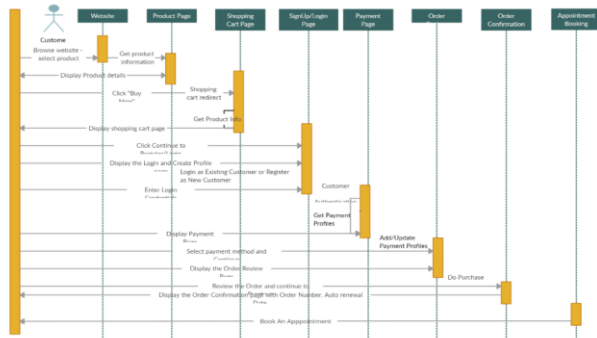 Website
Product Page
Shopping
Cart Page
SignUp/Login
Page
Payment
Page
Order
Order
Confirmation
Appointment
Booking
Custome
Browse website -
select product
Get product
information
Display Product details
Click "Buy
Shopping
cart redirect
Get Product Info
Display shopping cart page
Click Continue to
Display the Login and Create Profile
Login as Existing Customer or Register
as New Customer
Enter Login
Customer
Get Payment
Profiles
Display Payment
Add/Update
Payment Profiles
Select payment method and
Display the Order Review
Do Purchase
Review the Order and continue to
Display the Order Confirmation page with Order Number, Auto renewal
Book An Apppointment